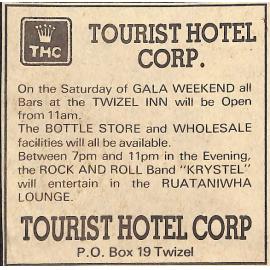 THC
TOURIST HOTEL
CORP.
On the Saturday of GALA WEEKEND all
Bars at the TWIZEL INN will be Open
from 11am.
The BOTTLE STORE and WHOLESALE
facilities will all be available.
Between 7pm and 11pm in the Evening,
the ROCK AND ROLL Band "KRYSTEL"
will entertain in the RUATANIWHA
LOUNGE.
TOURIST HOTEL CORP
P.O. Box 19 Twizel